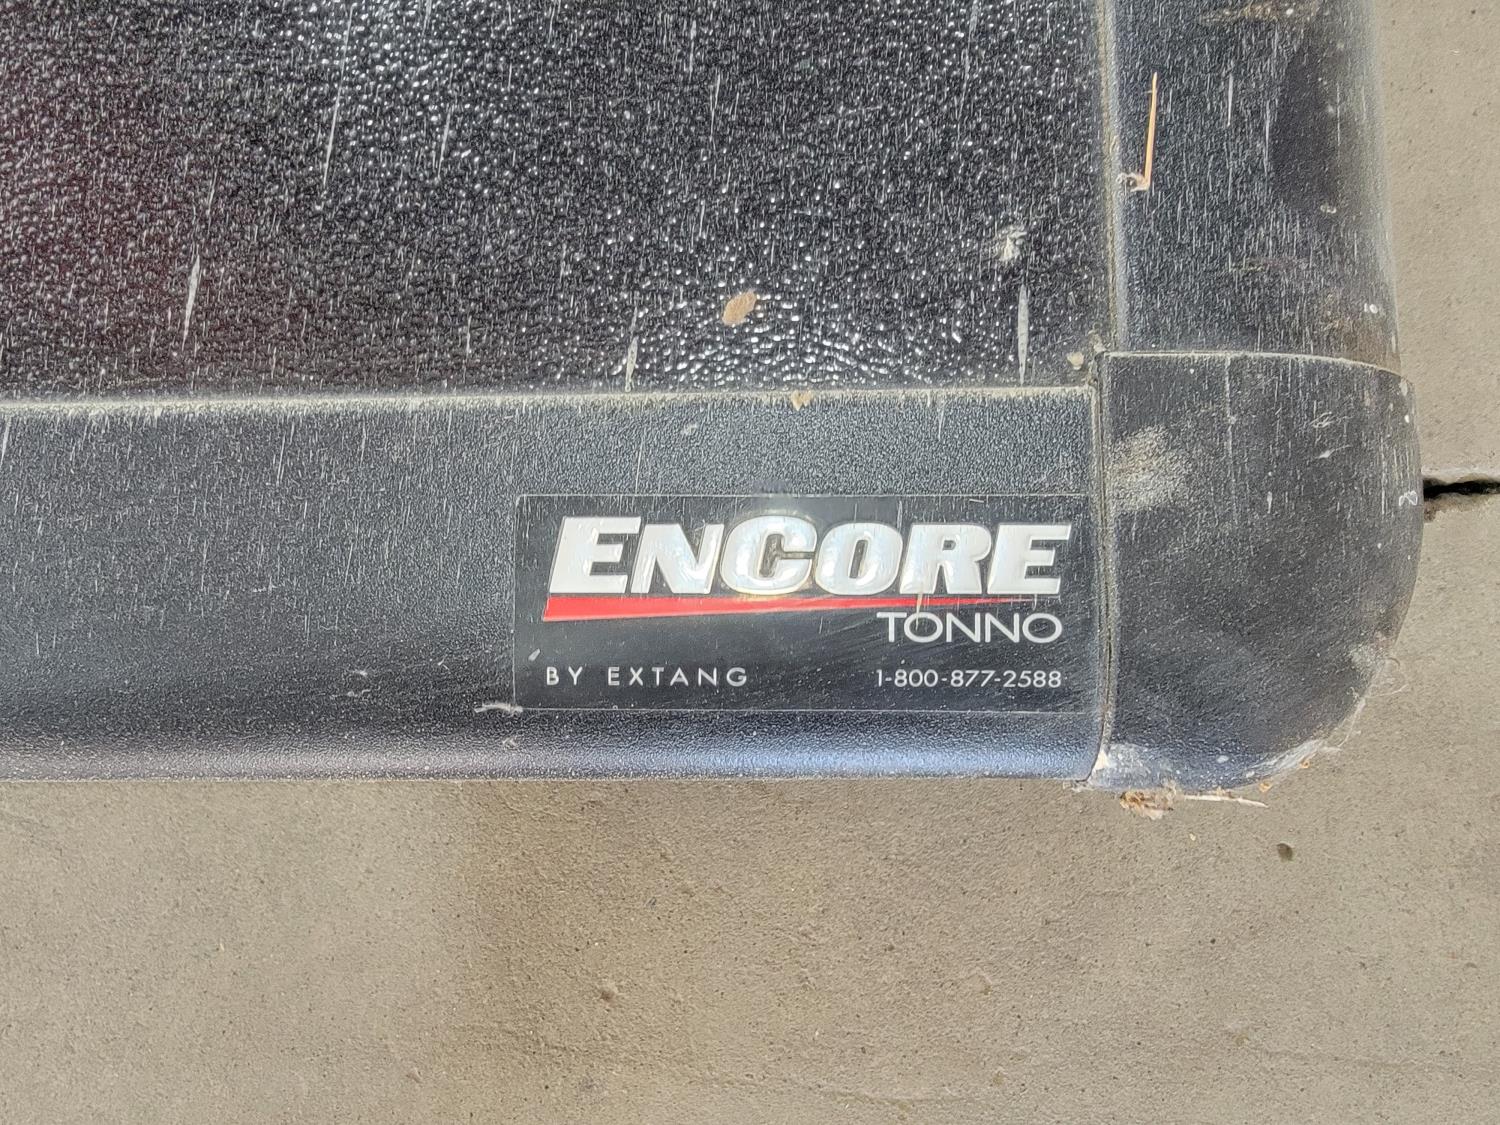 ENCORE
TONNO
BY EXTANG 1-800-877-2588